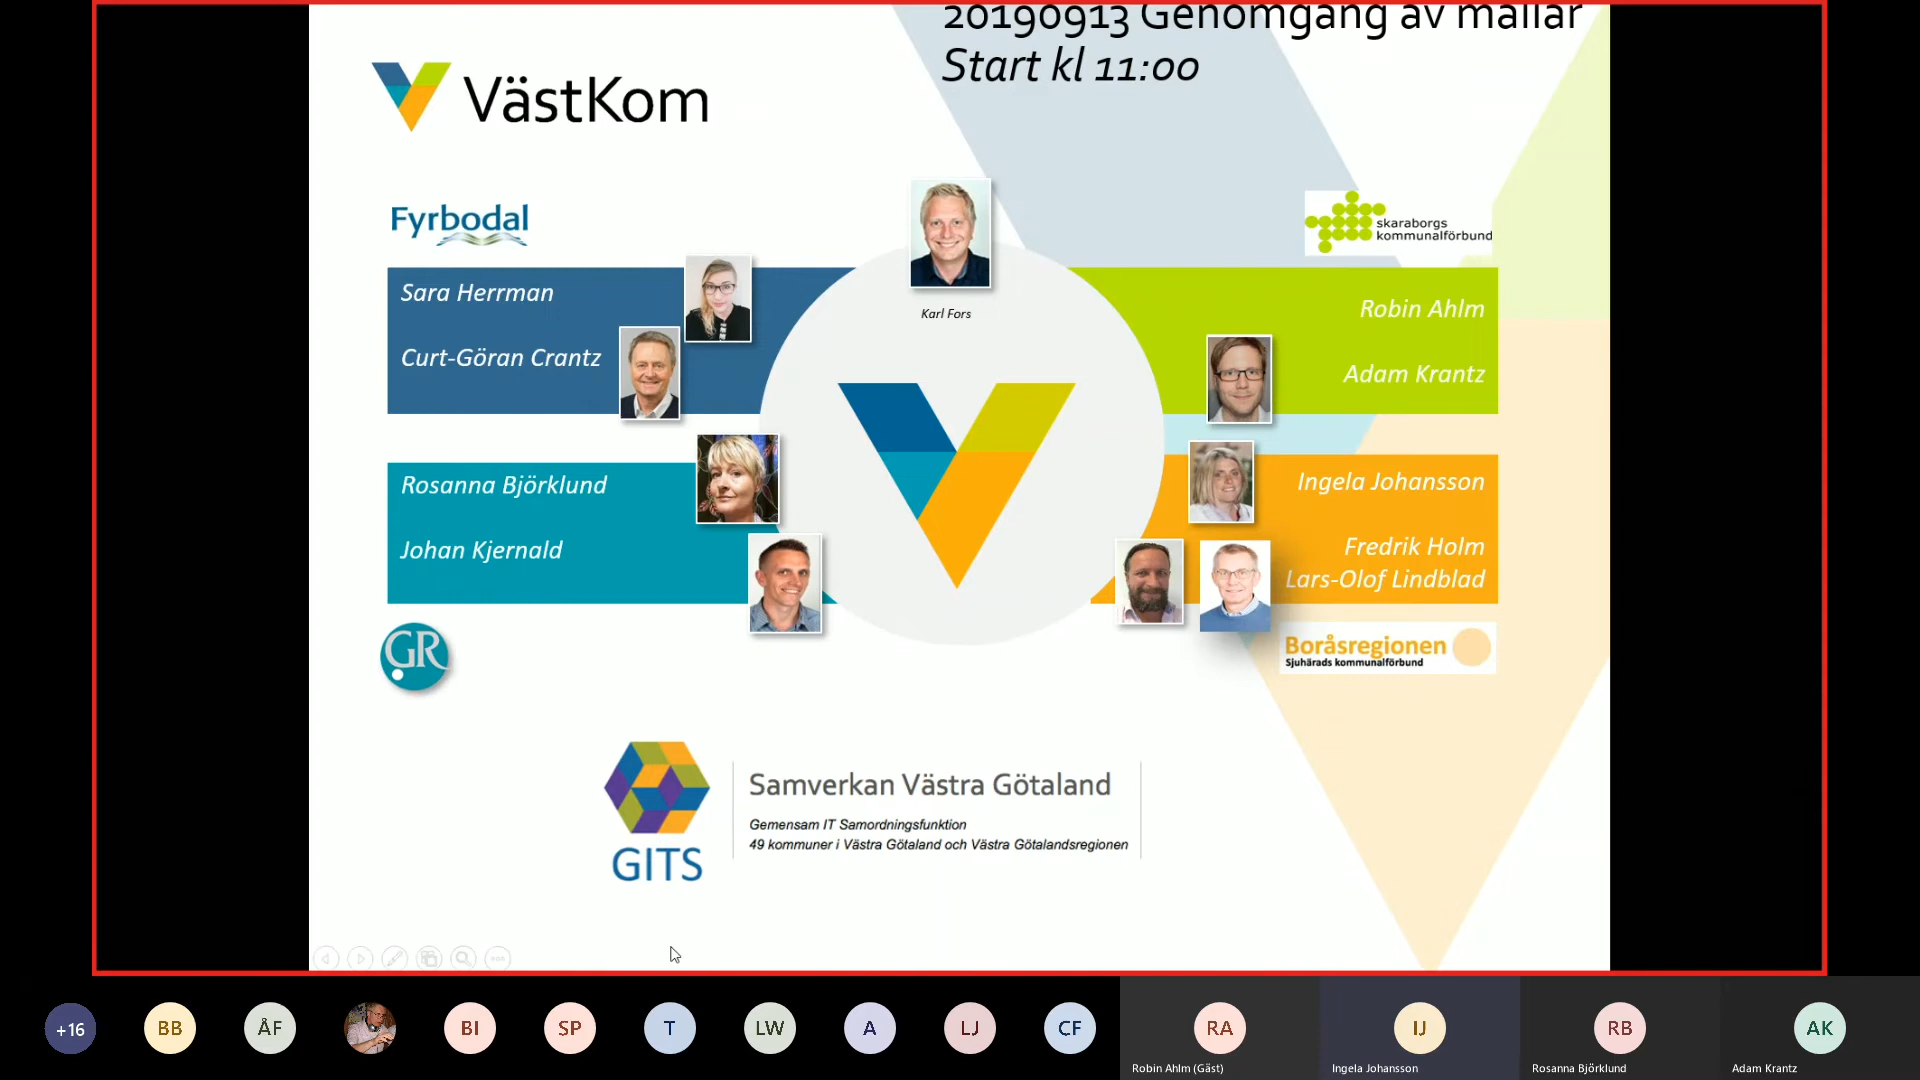 20190913 Genomgång av mallar
Start kl 11:00
VästKom
Fyrbodal
skaraborgs
kommunalförbund
Sara Herrman
Curt-Göran Crantz
Karl Fors
Robin Ahlm
Adam Krantz
Rosanna Björklund
Johan Kjernald
Ingela Johansson
Fredrik Holm
Lars-Olof Lindblad
GR
Boråsregionen
Sjuhärads kommunalförbund
GITS
Samverkan Västra Götaland
Gemensam IT Samordningsfunktion
49 kommuner i Västra Götaland och Västra Götalandsregionen
+16
BB
ÅF
BI
SP
T
LW
A
LJ
CF
RA
IJ
RB
AK
Robin Ahlm (Gäst)
Ingela Johansson
Rosanna Björklund
Adam Krantz